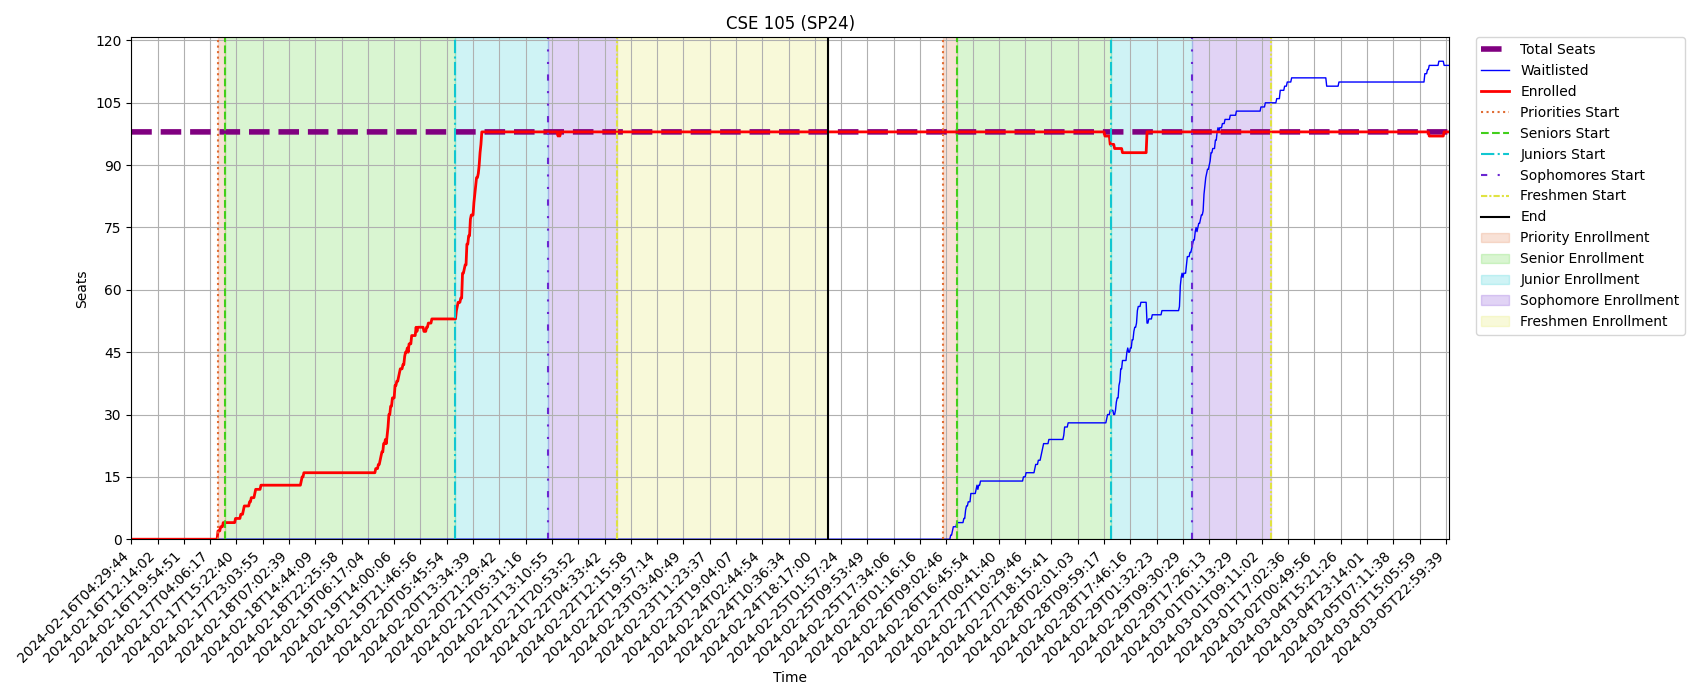 CSE 105 (SP24)
120
105
90
75
60
45
30
15
0
Seats
2024-02-16T04:29:44
2024-02-16T12:14:02
2024-02-16T19:54:51
2024-02-17T04:06:17
2024-02-17T15:22:40
2024-02-17T23:03:55
2024-02-18T07:02:39
2024-02-18T14:44:09
2024-02-18T22:25:58
2024-02-19T06:17:04
2024-02-19T14:00:06
2024-02-19T21:46:56
2024-02-20T05:45:54
2024-02-20T13:34:39
2024-02-20T21:29:42
2024-02-21T05:31:16
2024-02-21T13:10:55
2024-02-21T20:53:52
2024-02-22T04:33:42
2024-02-22T12:15:58
2024-02-22T19:57:14
2024-02-23T03:40:49
2024-02-23T11:23:37
2024-02-23T19:04:07
2024-02-24T02:44:54
2024-02-24T10:36:34
2024-02-24T18:17:00
2024-02-25T01:57:24
2024-02-25T09:53:49
2024-02-25T17:34:06
2024-02-26T01:16:16
2024-02-26T09:02:46
2024-02-26T16:45:54
2024-02-27T00:41:40
2024-02-27T10:29:46
2024-02-27T18:15:41
2024-02-28T02:01:03
2024-02-28T09:59:17
2024-02-28T17:46:16
2024-02-29T01:32:23
2024-02-29T09:30:29
2024-02-29T17:26:13
2024-03-01T01:13:29
2024-03-01T09:11:02
2024-03-01T17:02:36
2024-03-02T00:49:56
2024-03-04T15:21:26
2024-03-04T23:14:01
2024-03-05T07:11:38
2024-03-05T15:05:59
2024-03-05T22:59:39
Time
Total Seats
Waitlisted
Enrolled
Priorities Start
Seniors Start
Juniors Start
Sophomores Start
Freshmen Start
End
Priority Enrollment
Senior Enrollment
Junior Enrollment
Sophomore Enrollment
Freshmen Enrollment